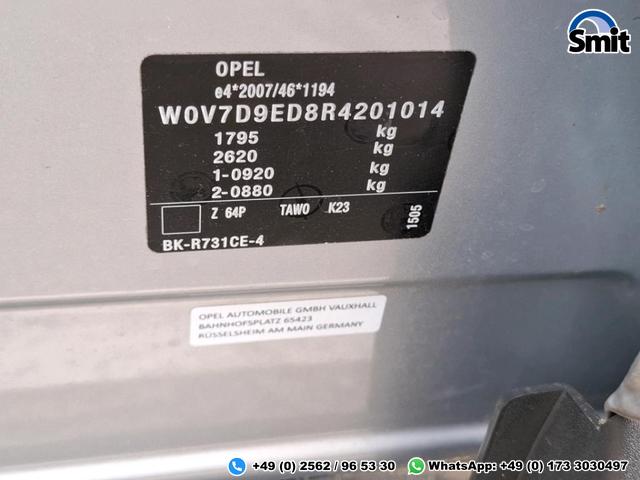 Smit
OPEL
e4*2007/46*1194
W0V7D9ED8R4201014
1795 kg
2620 kg
1-0920 kg
2-0880 kg
Z 64P TAWO K23
1505
BK-R731CE-4
OPEL AUTOMOBILE GMBH VAUXHALL
BAHNHOFSPLATZ 65423
RÜSSELSHEIM AM MAIN GERMANY
+49 (0) 2562 / 96 53 30 WhatsApp: +49 (0) 173 3030497